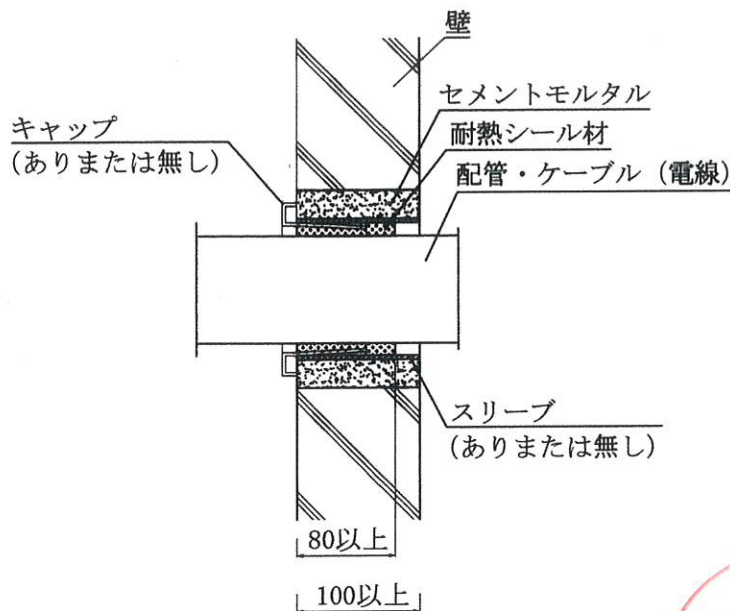 壁
セメントモルタル
キャップ
(ありまたは無し)
耐熱シール材
配管・ケーブル (電線)
スリーブ
(ありまたは無し)
80以上
100以上